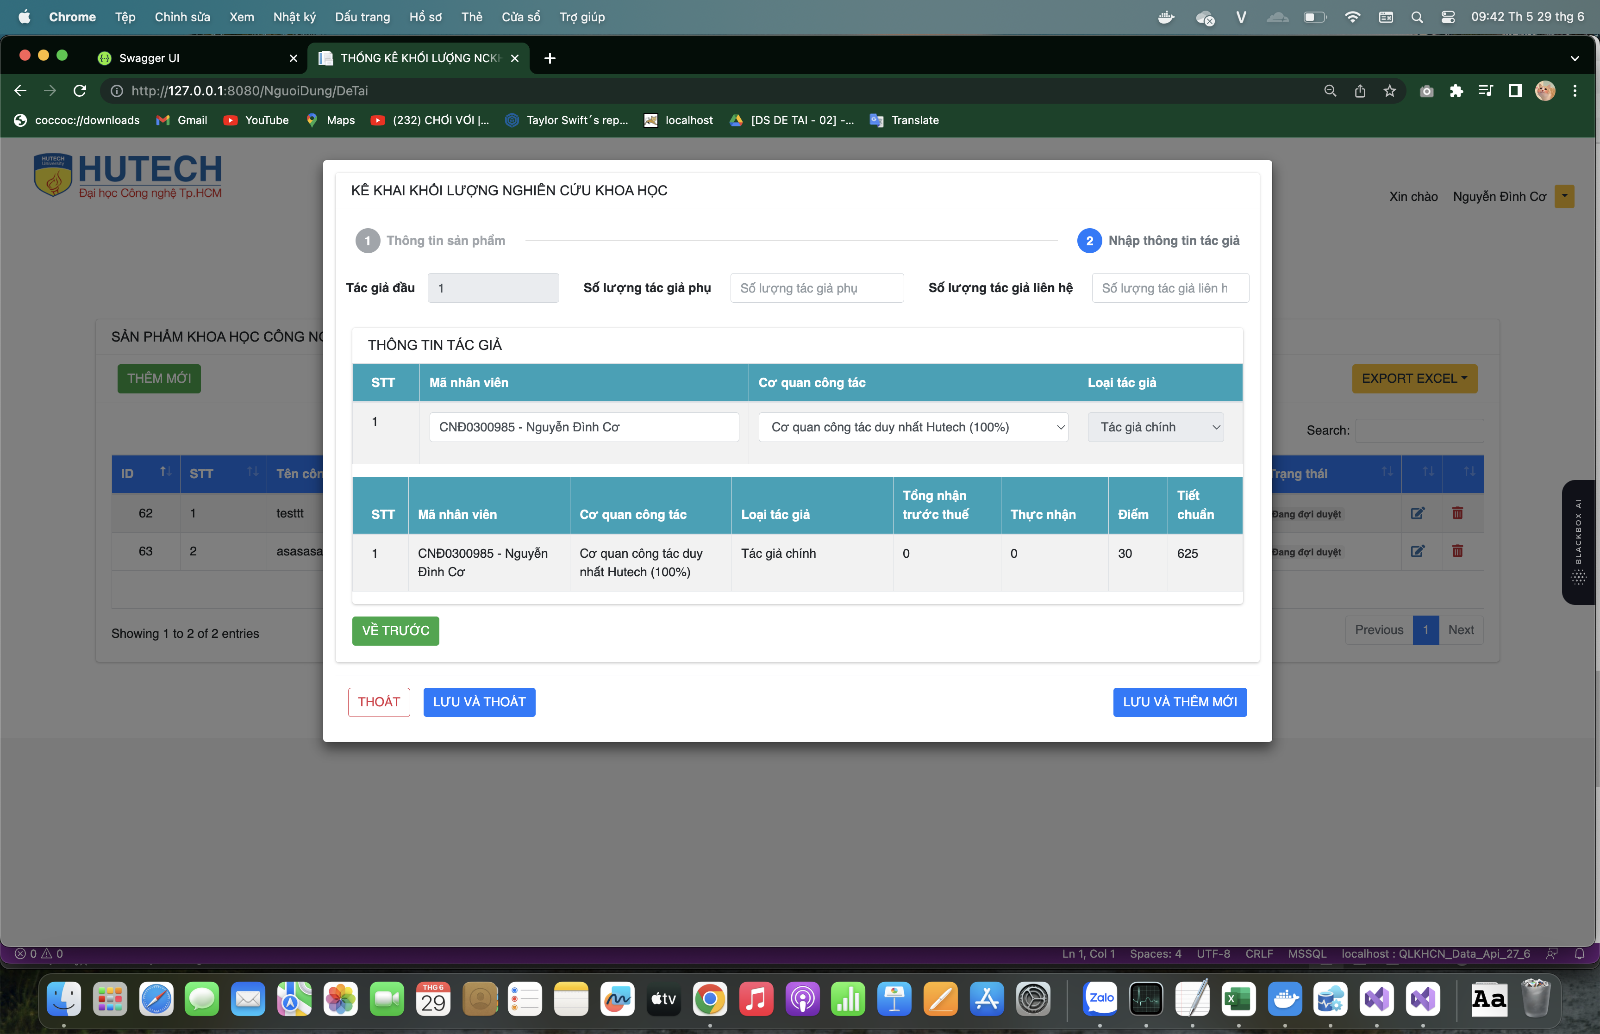 Chrome Tệp Chỉnh sửa Xem Nhật ký Dấu trang Hồ sơ Thẻ Cửa sổ Trợ giúp 09:42 Th 5 29 thg 6
Swagger UI THỐNG KÊ KHỐI LƯỢNG NCKH
http://127.0.0.1:8080/NguoiDung/DeTai
coccoc://downloads Gmail YouTube Maps (232) CHƠI VƠI |... Taylor Swift´s rep... localhost [DS DE TAI - 02] -... Translate
HUTECH
Đại học Công nghệ Tp.HCM
Xin chào Nguyễn Đình Cơ
KÊ KHAI KHỐI LƯỢNG NGHIÊN CỨU KHOA HỌC
1 Thông tin sản phẩm 2 Nhập thông tin tác giả
Tác giả đầu 1 Số lượng tác giả phụ Số lượng tác giả phụ Số lượng tác giả liên hệ Số lượng tác giả liên h
SẢN PHẨM KHOA HỌC CÔNG NG
THÊM MỚI
EXPORT EXCEL
Search:
THÔNG TIN TÁC GIẢ
STT Mã nhân viên Cơ quan công tác Loại tác giả
1 CNĐ0300985 - Nguyễn Đình Cơ Cơ quan công tác duy nhất Hutech (100%) Tác giả chính
ID STT Tên côn Trạng thái
62 1 testtt Đang đợi duyệt
63 2 asasasa Đang đợi duyệt
STT Mã nhân viên Cơ quan công tác Loại tác giả Tổng nhận trước thuế Thực nhận Điểm Tiết chuẩn
1 CNĐ0300985 - Nguyễn Đình Cơ Cơ quan công tác duy nhất Hutech (100%) Tác giả chính 0 0 30 625
Showing 1 to 2 of 2 entries
Previous 1 Next
VỀ TRƯỚC
THOÁT LƯU VÀ THOÁT LƯU VÀ THÊM MỚI
BLACKBOX AI
0 0 Ln 1, Col 1 Spaces: 4 UTF-8 CRLF MSSQL localhost : QLKHCN_Data_Api_27_6
THG 6
29
tv
Zalo
Aa